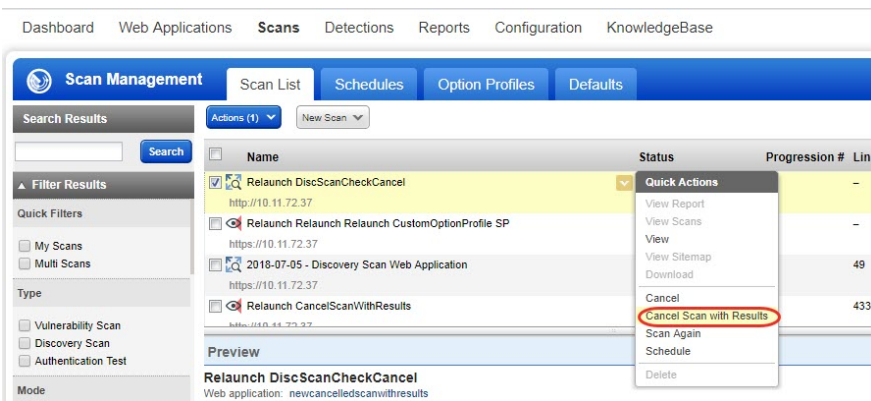 Dashboard Web Applications Scans Detections Reports Configuration KnowledgeBase
Scan Management Scan List Schedules Option Profiles Defaults
Search Results
Actions (1) New Scan
Search
Name Status Progression # Lin
Filter Results
Quick Filters
My Scans
Multi Scans
Type
Vulnerability Scan
Discovery Scan
Authentication Test
Mode
Relaunch DiscScanCheckCancel
http://10.11.72.37
–
Relaunch Relaunch Relaunch CustomOptionProfile SP
https://10.11.72.37
–
2018-07-05 - Discovery Scan Web Application
https://10.11.72.37
49
Relaunch CancelScanWithResults
http://10.11.72.37
433
Quick Actions
View Report
View Scans
View
View Sitemap
Download
Cancel
Cancel Scan with Results
Scan Again
Schedule
Delete
Preview
Relaunch DiscScanCheckCancel
Web application: newcancelledscanwithresults